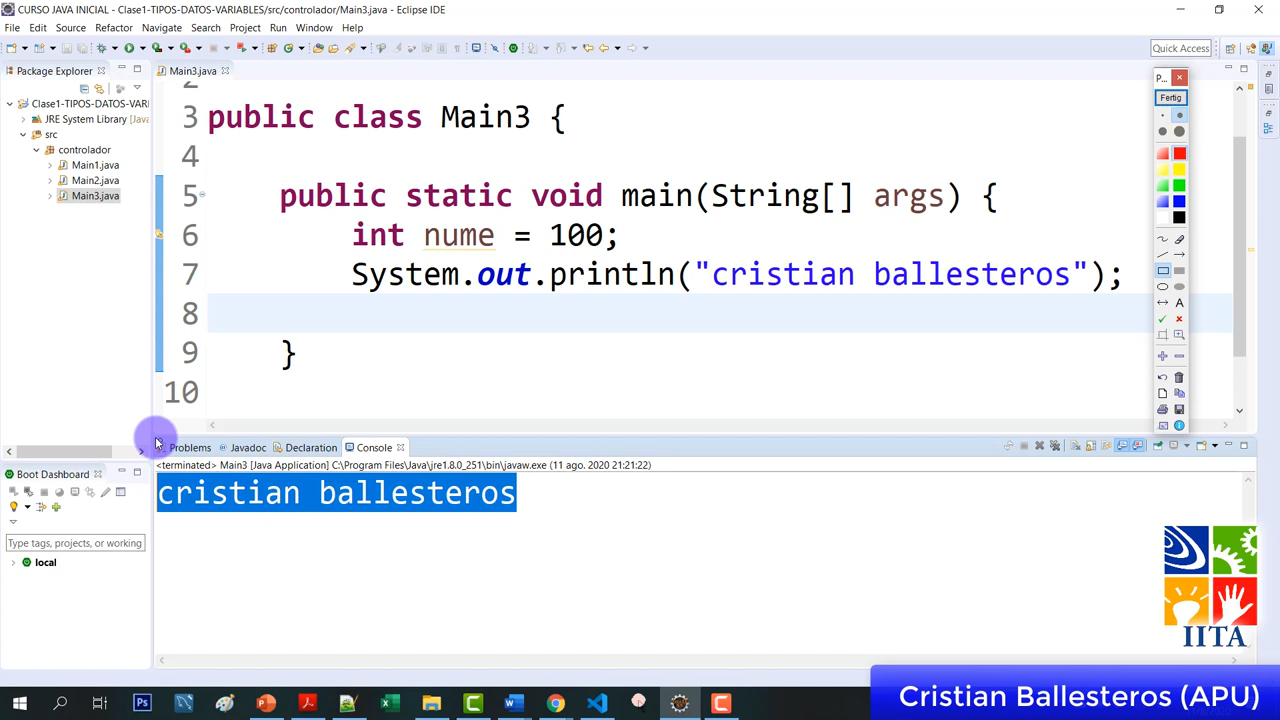 CURSO JAVA INICIAL - Clase1-TIPOS-DATOS-VARIABLES/src/controlador/Main3.java - Eclipse IDE
File Edit Source Refactor Navigate Search Project Run Window Help
Quick Access
Package Explorer
Main3.java
P...
Clase1-TIPOS-DATOS-VARI
JRE System Library [Java
src
controlador
Main1.java
Main2.java
Main3.java
Fertig
2
3 public class Main3 {
4
5 public static void main(String[] args) {
6 int nume = 100;
7 System.out.println("cristian ballesteros");
8
9 }
10
Problems Javadoc Declaration Console
<terminated> Main3 [Java Application] C:\Program Files\Java\jre1.8.0_251\bin\javaw.exe (11 ago. 2020 21:21:22)
cristian ballesteros
Boot Dashboard
Type tags, projects, or working
local
IITA
Cristian Ballesteros (APU)